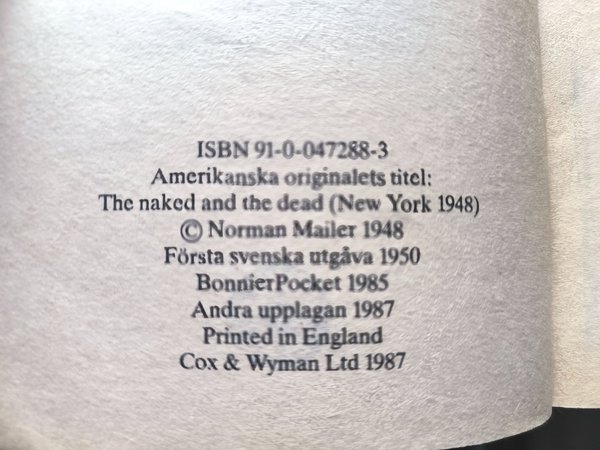 ISBN 91-0-047288-3
Amerikanska originalets titel:
The naked and the dead (New York 1948)
© Norman Mailer 1948
Första svenska utgåva 1950
BonnierPocket 1985
Andra upplagan 1987
Printed in England
Cox & Wyman Ltd 1987